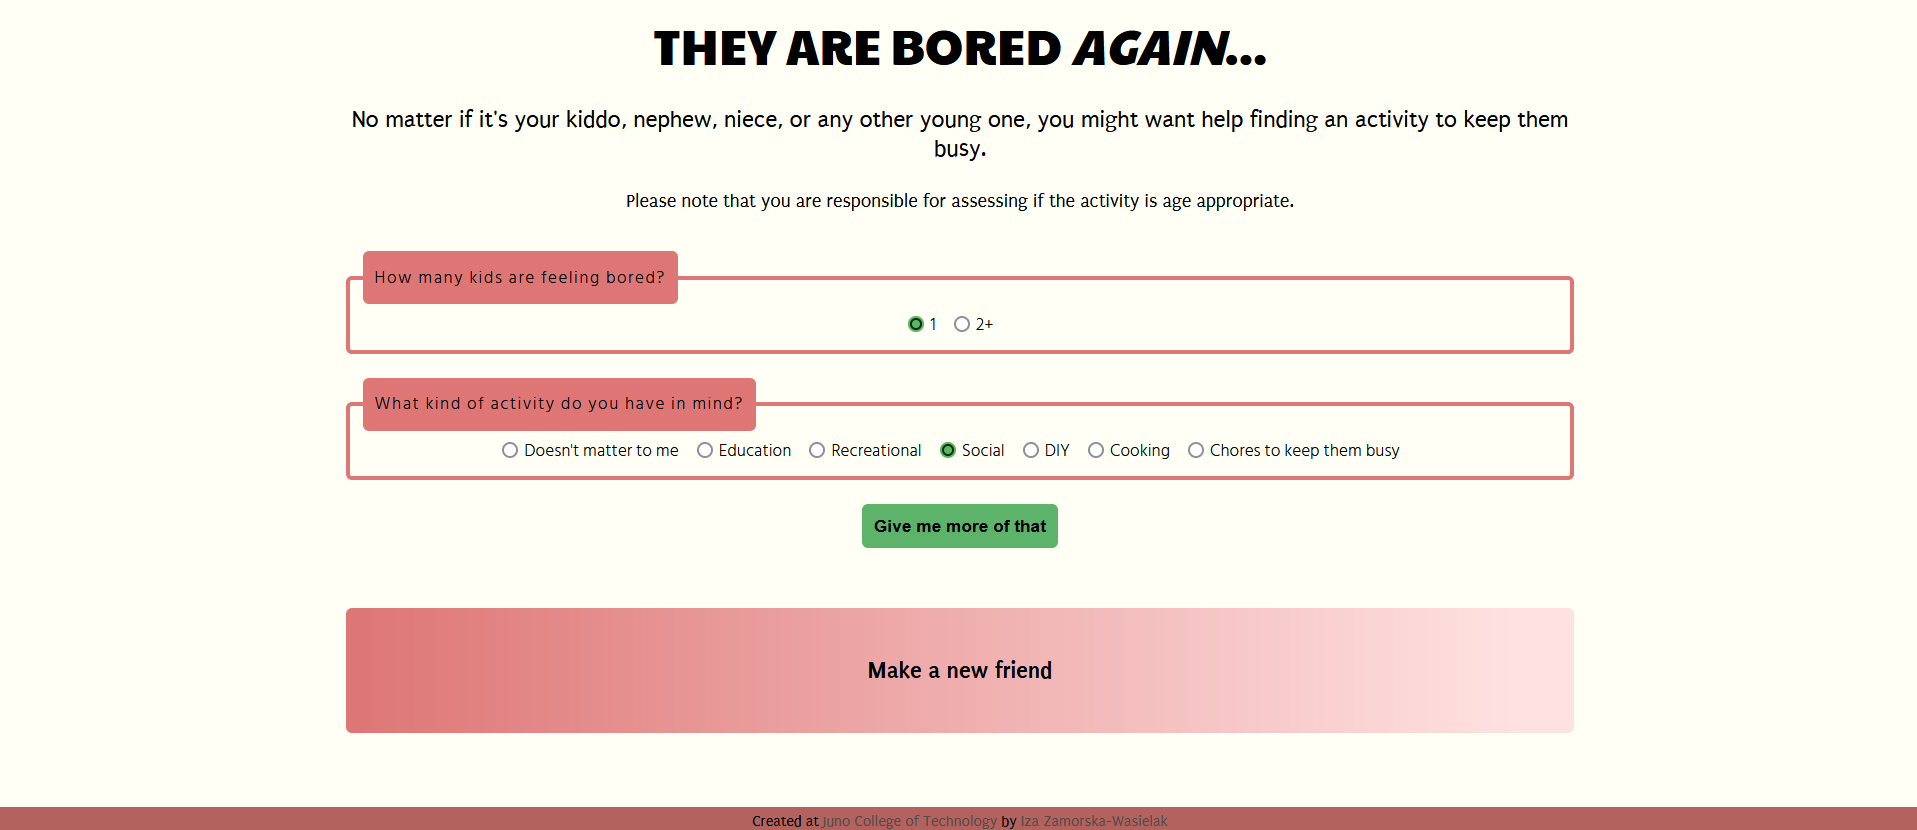 THEY ARE BORED AGAIN...
No matter if it's your kiddo, nephew, niece, or any other young one, you might want help finding an activity to keep them
busy.
Please note that you are responsible for assessing if the activity is age appropriate.
How many kids are feeling bored?
1 2+
What kind of activity do you have in mind?
Doesn't matter to me Education Recreational Social DIY Cooking Chores to keep them busy
Give me more of that
Make a new friend
Created at Juno College of Technology by Iza Zamorska-Wasielak